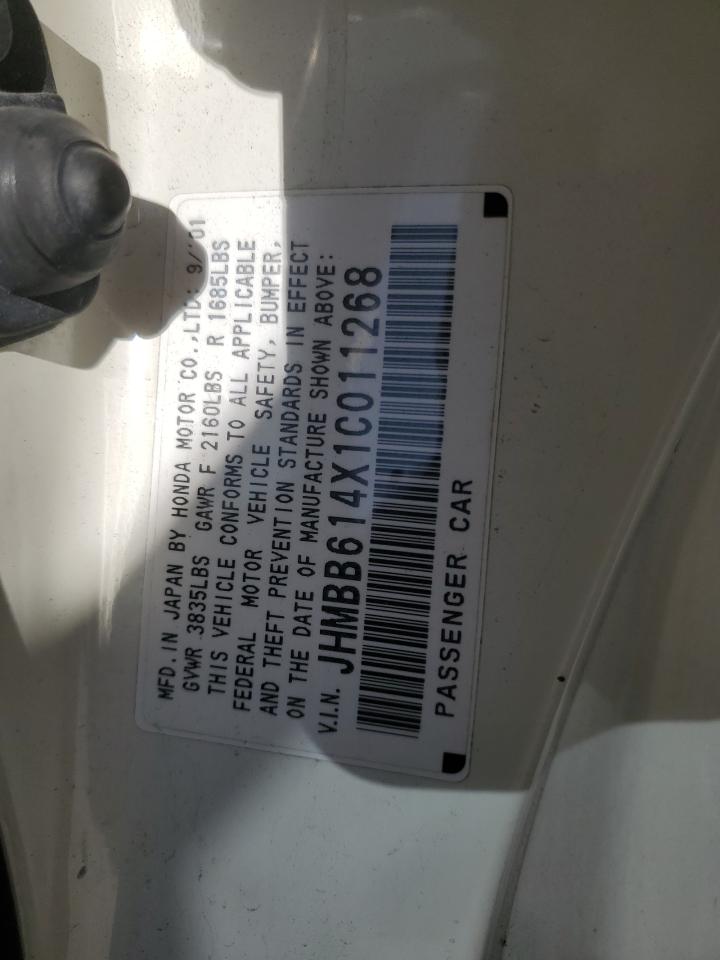 MFD. IN JAPAN BY HONDA MOTOR CO.,LTD: 9/'01
GVWR 3835LBS GAWR F 2160LBS R 1685LBS
THIS VEHICLE CONFORMS TO ALL APPLICABLE
FEDERAL MOTOR VEHICLE SAFETY, BUMPER,
AND THEFT PREVENTION STANDARDS IN EFFECT
ON THE DATE OF MANUFACTURE SHOWN ABOVE:
V.I.N. JHMBB614X1C011268
PASSENGER CAR